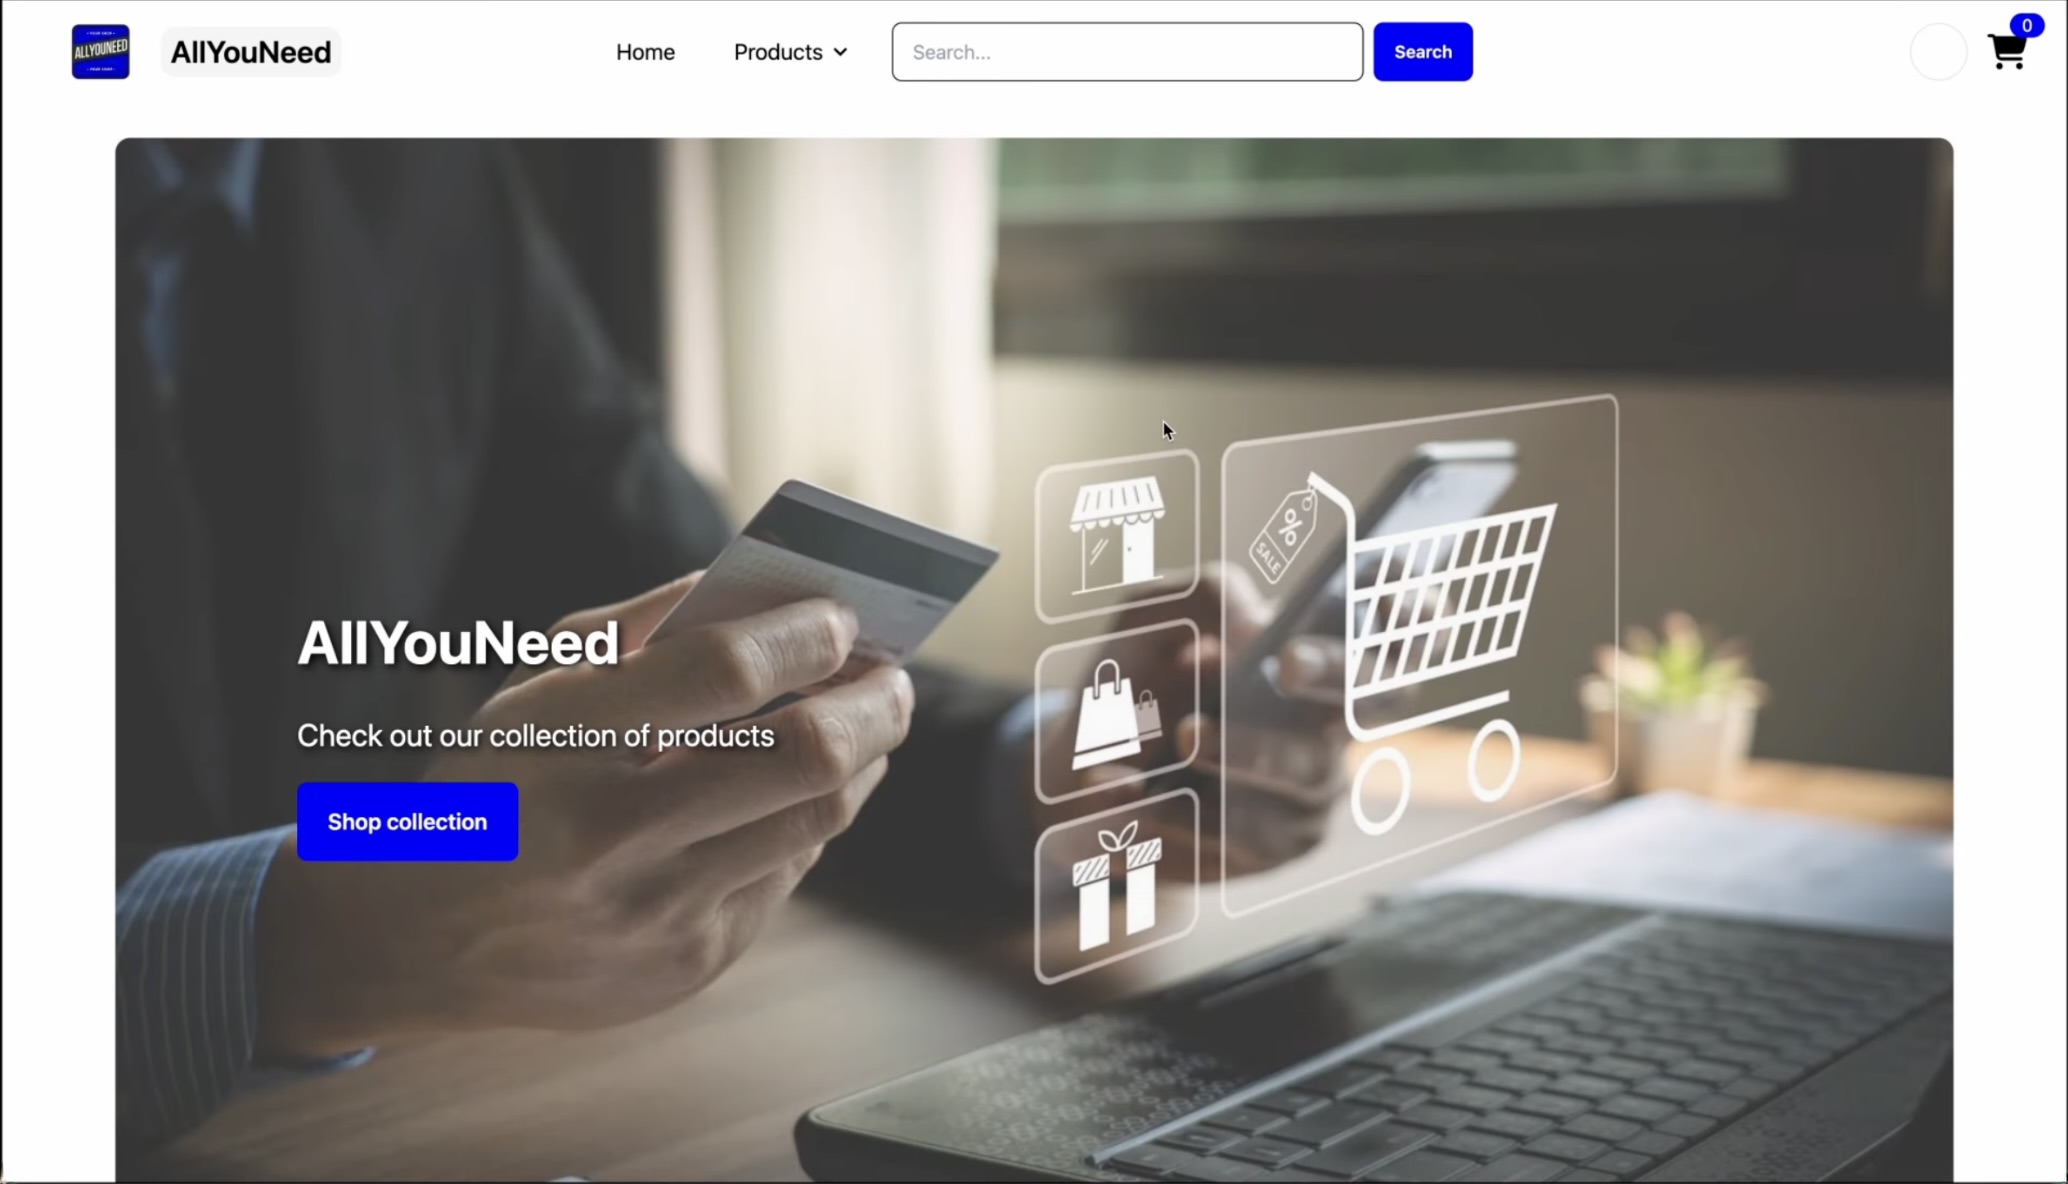 ALLYOUNEED
AllYouNeed
Home
Products
Search...
Search
0
%
SALE
AllYouNeed
Check out our collection of products
Shop collection